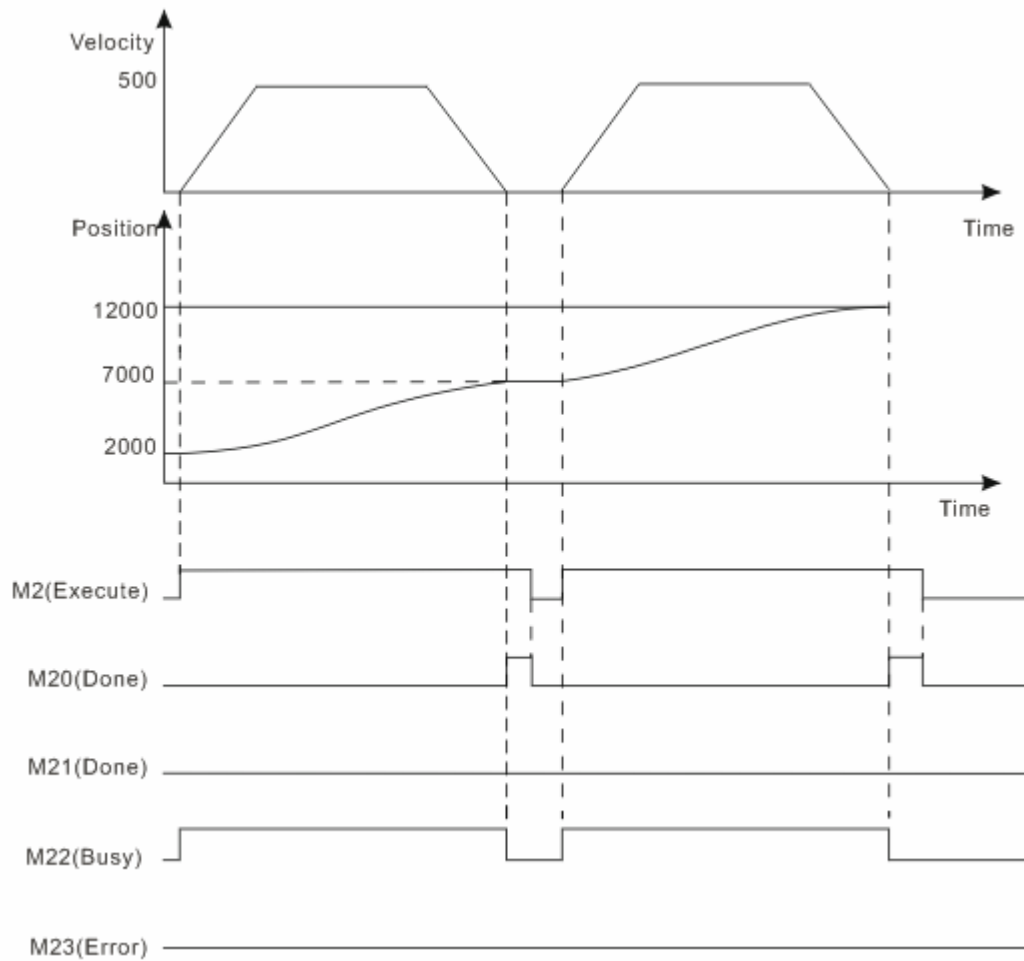 Velocity
500
Time
Position
12000
7000
2000
Time
M2(Execute)
M20(Done)
M21(Done)
M22(Busy)
M23(Error)